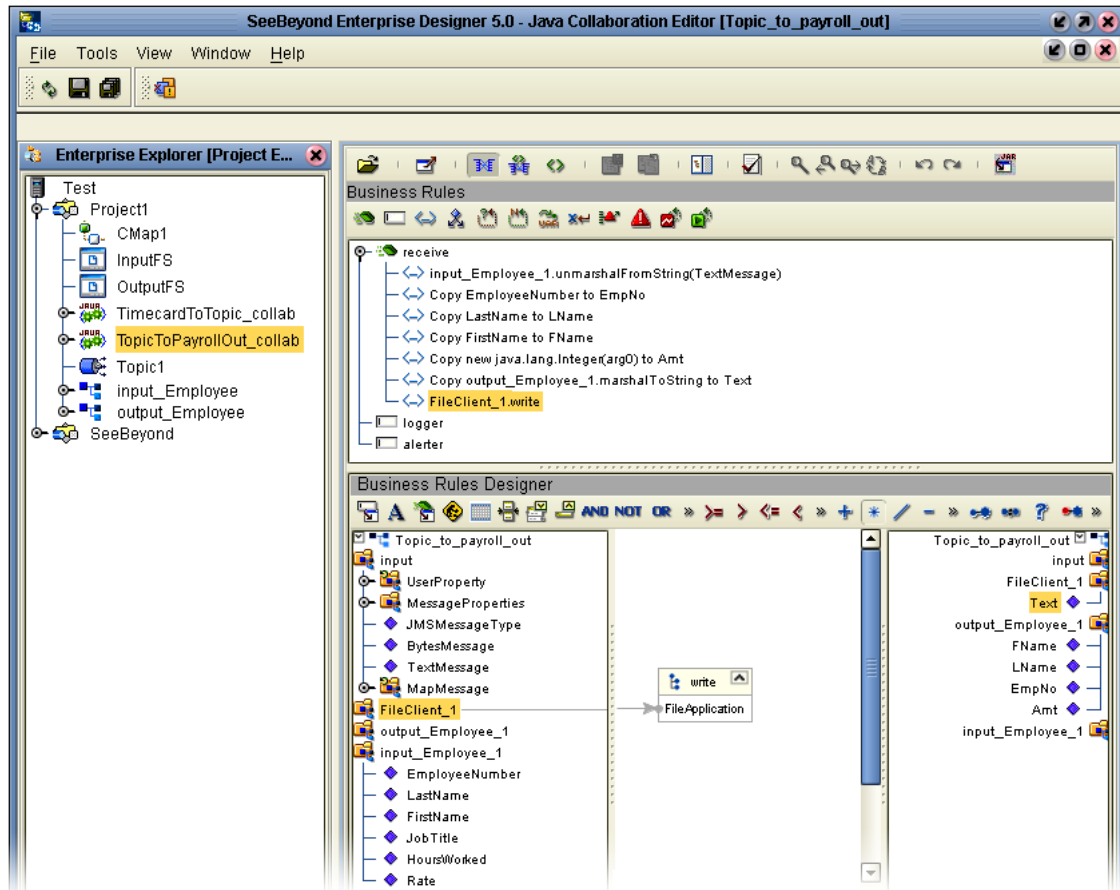 SeeBeyond Enterprise Designer 5.0 - Java Collaboration Editor [Topic_to_payroll_out]
File Tools View Window Help
Enterprise Explorer [Project E...
Test
Project1
CMap1
InputFS
OutputFS
TimecardToTopic_collab
TopicToPayrollOut_collab
Topic1
input_Employee
output_Employee
SeeBeyond
Business Rules
receive
input_Employee_1.unmarshalFromString(TextMessage)
Copy EmployeeNumber to EmpNo
Copy LastName to LName
Copy FirstName to FName
Copy new java.lang.Integer(arg0) to Amt
Copy output_Employee_1.marshalToString to Text
FileClient_1.write
logger
alerter
Business Rules Designer
AND NOT OR » >= > <= < » + * / - » ? »
Topic_to_payroll_out
input
UserProperty
MessageProperties
JMSMessageType
BytesMessage
TextMessage
MapMessage
FileClient_1
output_Employee_1
input_Employee_1
EmployeeNumber
LastName
FirstName
JobTitle
HoursWorked
Rate
write
FileApplication
Topic_to_payroll_out
input
FileClient_1
Text
output_Employee_1
FName
LName
EmpNo
Amt
input_Employee_1